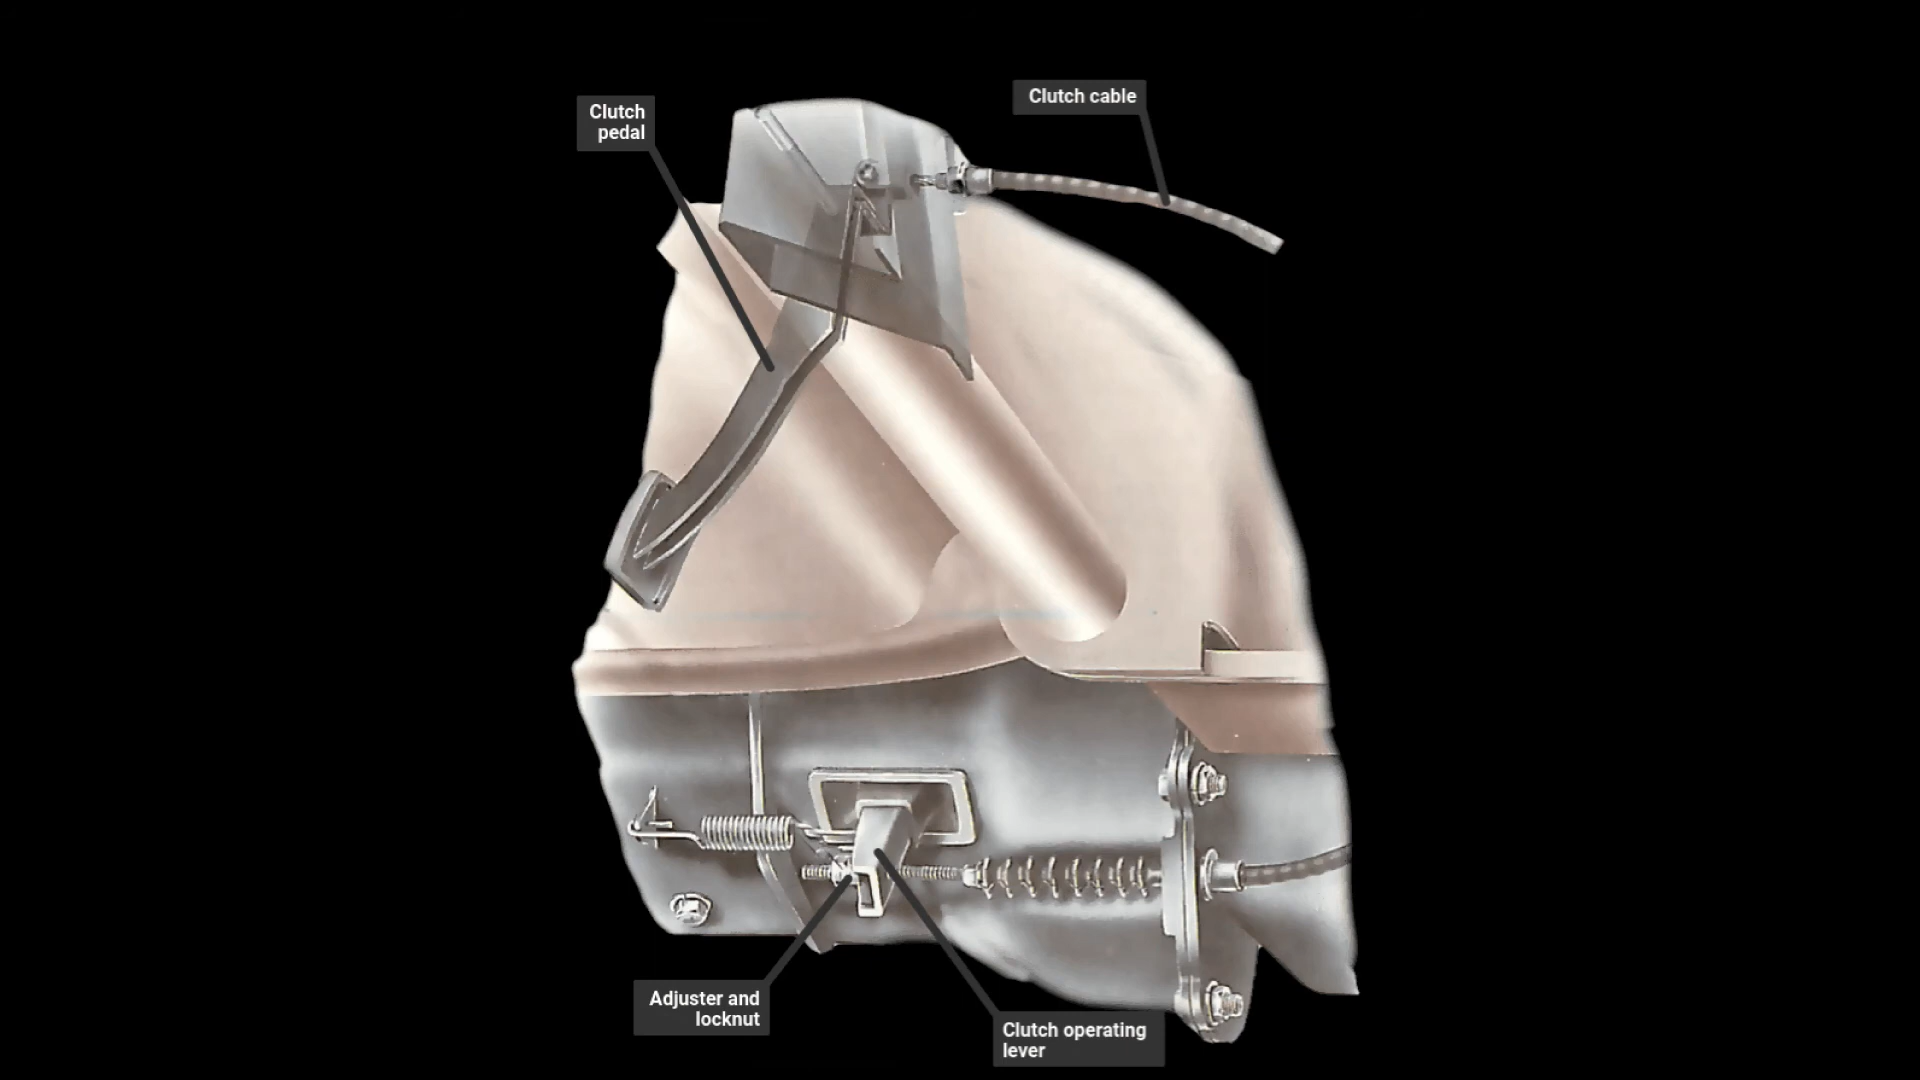 Clutch cable
Clutch
pedal
Adjuster and
locknut
Clutch operating
lever